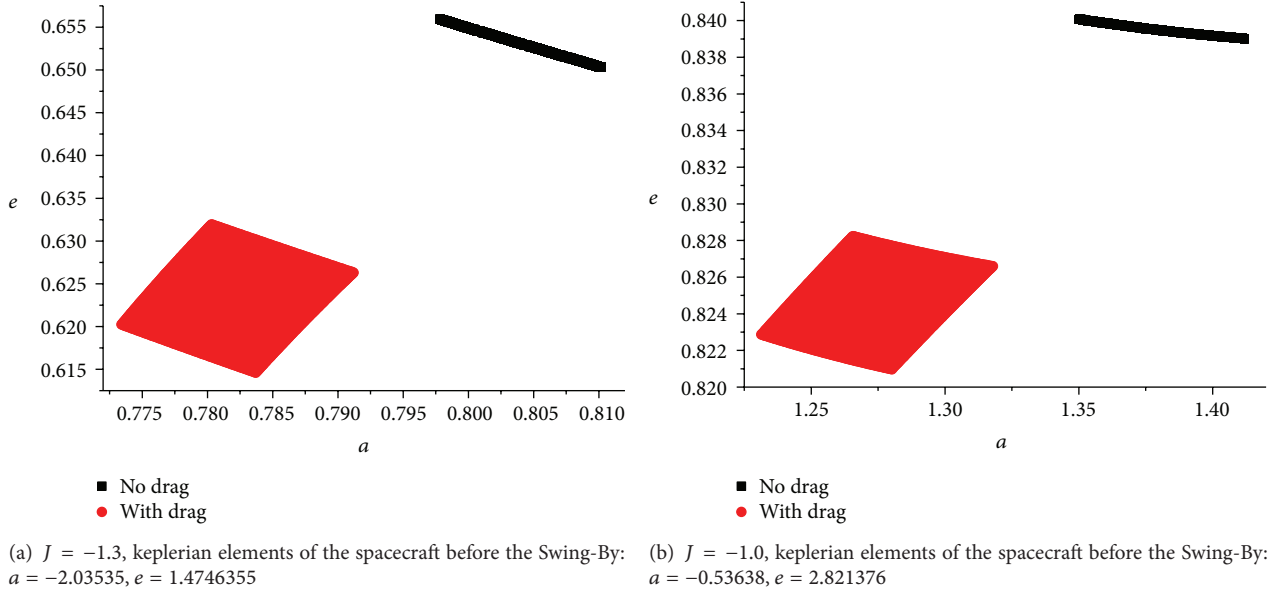 0.655
0.650
0.645
0.640
0.635
0.630
0.625
0.620
0.615
e
0.775 0.780 0.785 0.790 0.795 0.800 0.805 0.810
a
No drag
With drag
(a) J = −1.3, keplerian elements of the spacecraft before the Swing-By:
a = −2.03535, e = 1.4746355
0.840
0.838
0.836
0.834
0.832
0.830
0.828
0.826
0.824
0.822
0.820
e
1.25 1.30 1.35 1.40
a
No drag
With drag
(b) J = −1.0, keplerian elements of the spacecraft before the Swing-By:
a = −0.53638, e = 2.821376